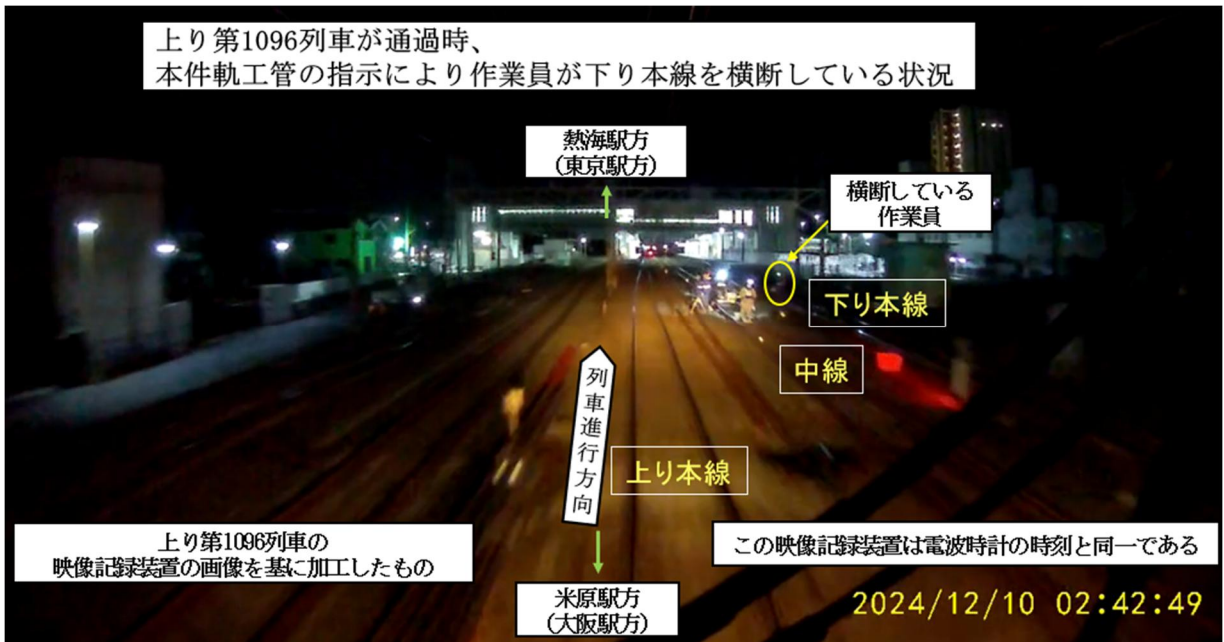 上り第1096列車が通過時、
本件軌工管の指示により作業員が下り本線を横断している状況
熱海駅方
（東京駅方）
横断している
作業員
下り本線
中線
列車進行方向
上り本線
上り第1096列車の
映像記録装置の画像を基に加工したもの
この映像記録装置は電波時計の時刻と同一である
米原駅方
（大阪駅方）
2024/12/10 02:42:49